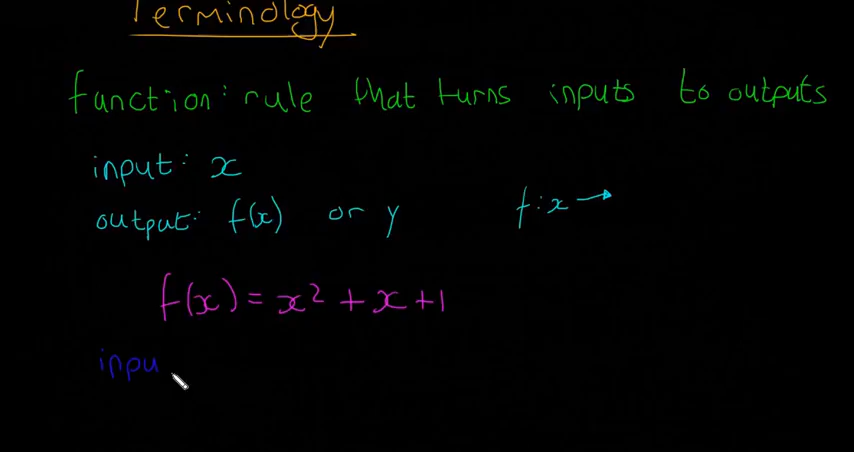 Terminology
function: rule that turns inputs to outputs
input: x
output: f(x) or y f:x→
f(x) = x² + x + 1
inpu